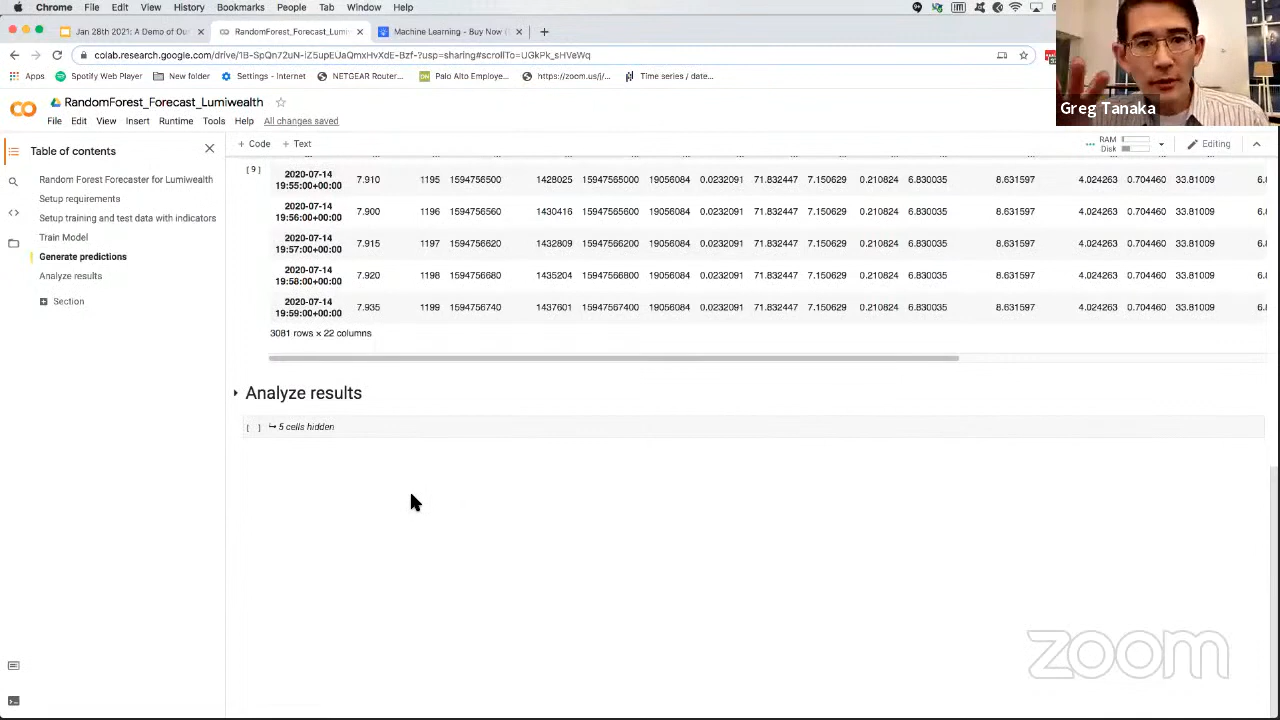 Chrome File Edit View History Bookmarks People Tab Window Help
Jan 28th 2021: A Demo of Our RandomForest_Forecast_Lumi Machine Learning - Buy Now
colab.research.google.com/drive/1B-SpQn72uN-iZ5upEUaQmxHvXdE-Bzf-?usp=sharing#scrollTo=UGkPk_sHVeWq
Apps Spotify Web Player New folder Settings - Internet NETGEAR Router... Palo Alto Employe... https://zoom.us/j/... Time series / date...
RandomForest_Forecast_Lumiwealth
File Edit View Insert Runtime Tools Help All changes saved
Greg Tanaka
Table of contents
+ Code + Text
RAM
Disk
Editing
Random Forest Forecaster for Lumiwealth
Setup requirements
Setup training and test data with indicators
Train Model
Generate predictions
Analyze results
Section
[9]
2020-07-14
19:55:00+00:00 7.910 1195 1594756500 1428025 15947565000 19056084 0.0232091 71.832447 7.150629 0.210824 6.830035 8.631597 4.024263 0.704460 33.81009 6.8
2020-07-14
19:56:00+00:00 7.900 1196 1594756560 1430416 15947565600 19056084 0.0232091 71.832447 7.150629 0.210824 6.830035 8.631597 4.024263 0.704460 33.81009 6.8
2020-07-14
19:57:00+00:00 7.915 1197 1594756620 1432809 15947566200 19056084 0.0232091 71.832447 7.150629 0.210824 6.830035 8.631597 4.024263 0.704460 33.81009 6.8
2020-07-14
19:58:00+00:00 7.920 1198 1594756680 1435204 15947566800 19056084 0.0232091 71.832447 7.150629 0.210824 6.830035 8.631597 4.024263 0.704460 33.81009 6.8
2020-07-14
19:59:00+00:00 7.935 1199 1594756740 1437601 15947567400 19056084 0.0232091 71.832447 7.150629 0.210824 6.830035 8.631597 4.024263 0.704460 33.81009 6.8
3081 rows × 22 columns
Analyze results
[ ] ↳ 5 cells hidden
zoom